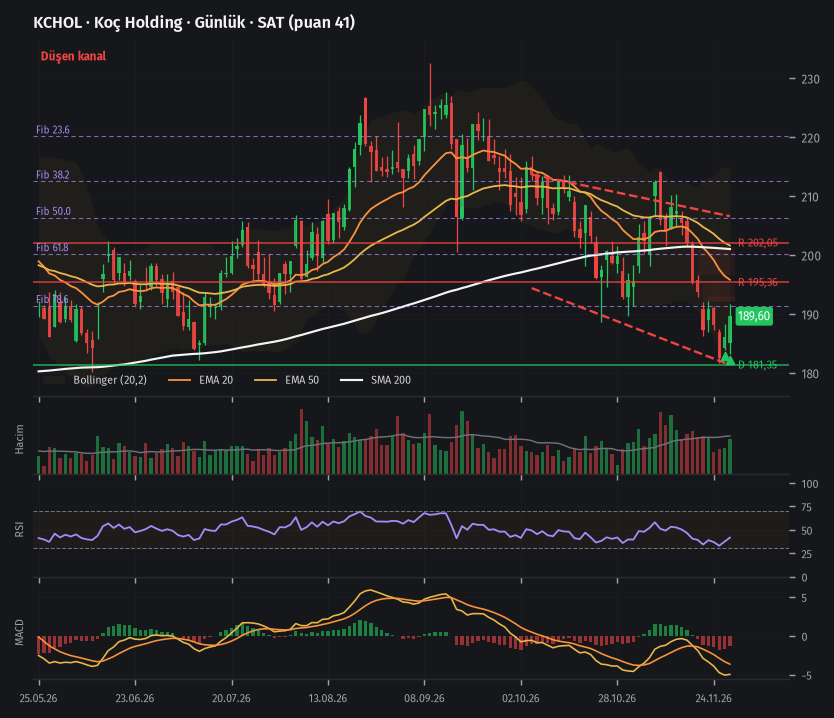 KCHOL · Koç Holding · Günlük · SAT (puan 41)
Düşen kanal
230
Fib 23.6
220
Fib 38.2
210
Fib 50.0
R 202,05
Fib 61.8
200
R 195,36
Fib 78.6
190
189,60
D 181,35
180
Bollinger (20,2) EMA 20 EMA 50 SMA 200
Hacim
100
75
RSI
50
25
0
5
MACD
0
-5
25.05.26 23.06.26 20.07.26 13.08.26 08.09.26 02.10.26 28.10.26 24.11.26